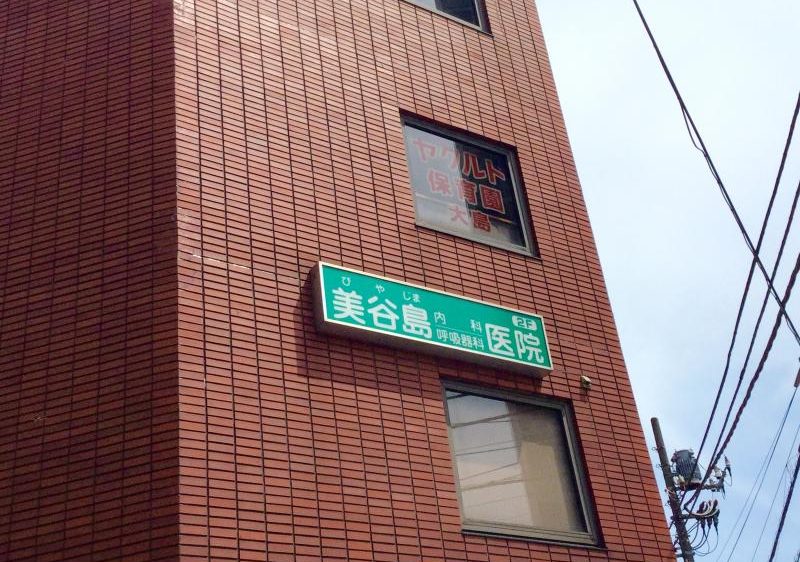 ヤクルト
保育園
大島
ひやじま
美谷島 内科 呼吸器科 医院 2F